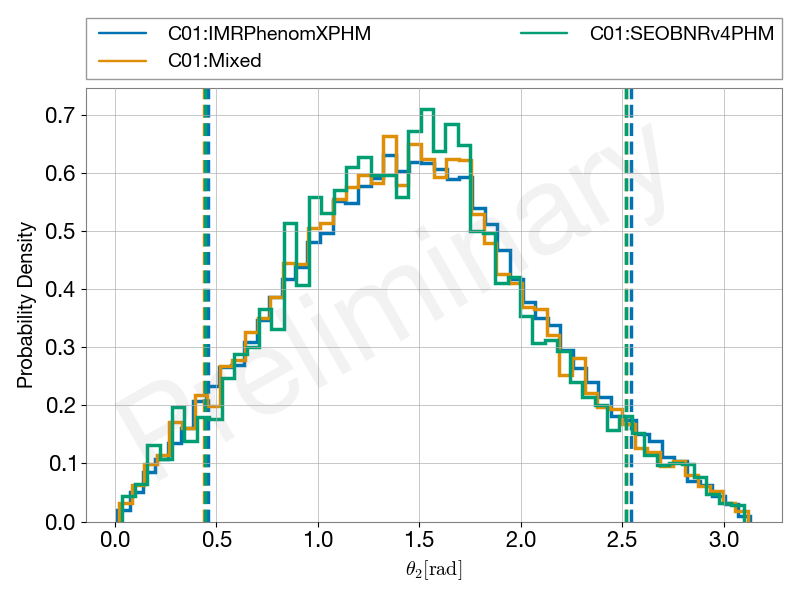 C01:IMRPhenomXPHM
C01:Mixed
C01:SEOBNRv4PHM
Probability Density
0.7
0.6
0.5
0.4
0.3
0.2
0.1
0.0
Preliminary
0.0 0.5 1.0 1.5 2.0 2.5 3.0
θ₂[rad]